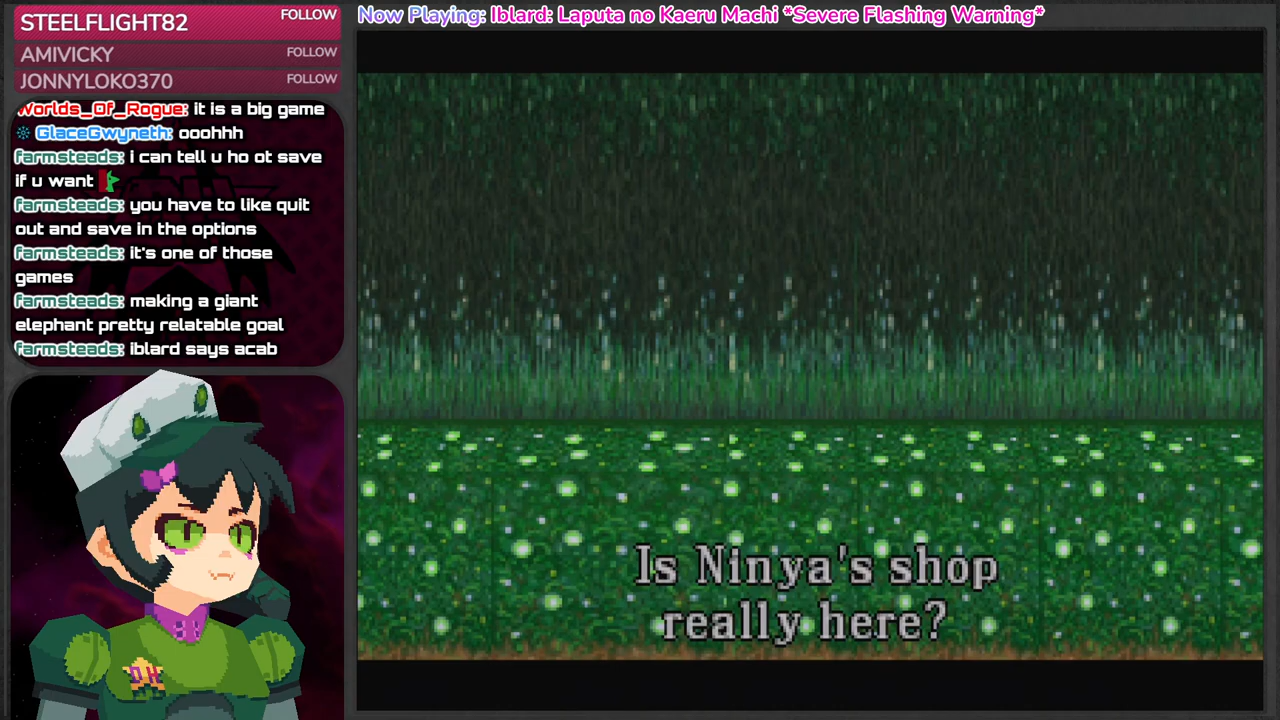 STEELFLIGHT82 FOLLOW
AMIVICKY FOLLOW
JONNYLOKO370 FOLLOW
Now Playing: Iblard: Laputa no Kaeru Machi *Severe Flashing Warning*
Worlds_Of_Rogue: it is a big game
GlaceGwyneth: ooohhh
farmsteads: i can tell u ho ot save
if u want
farmsteads: you have to like quit
out and save in the options
farmsteads: it's one of those
games
farmsteads: making a giant
elephant pretty relatable goal
farmsteads: iblard says acab
Is Ninya's shop
really here?